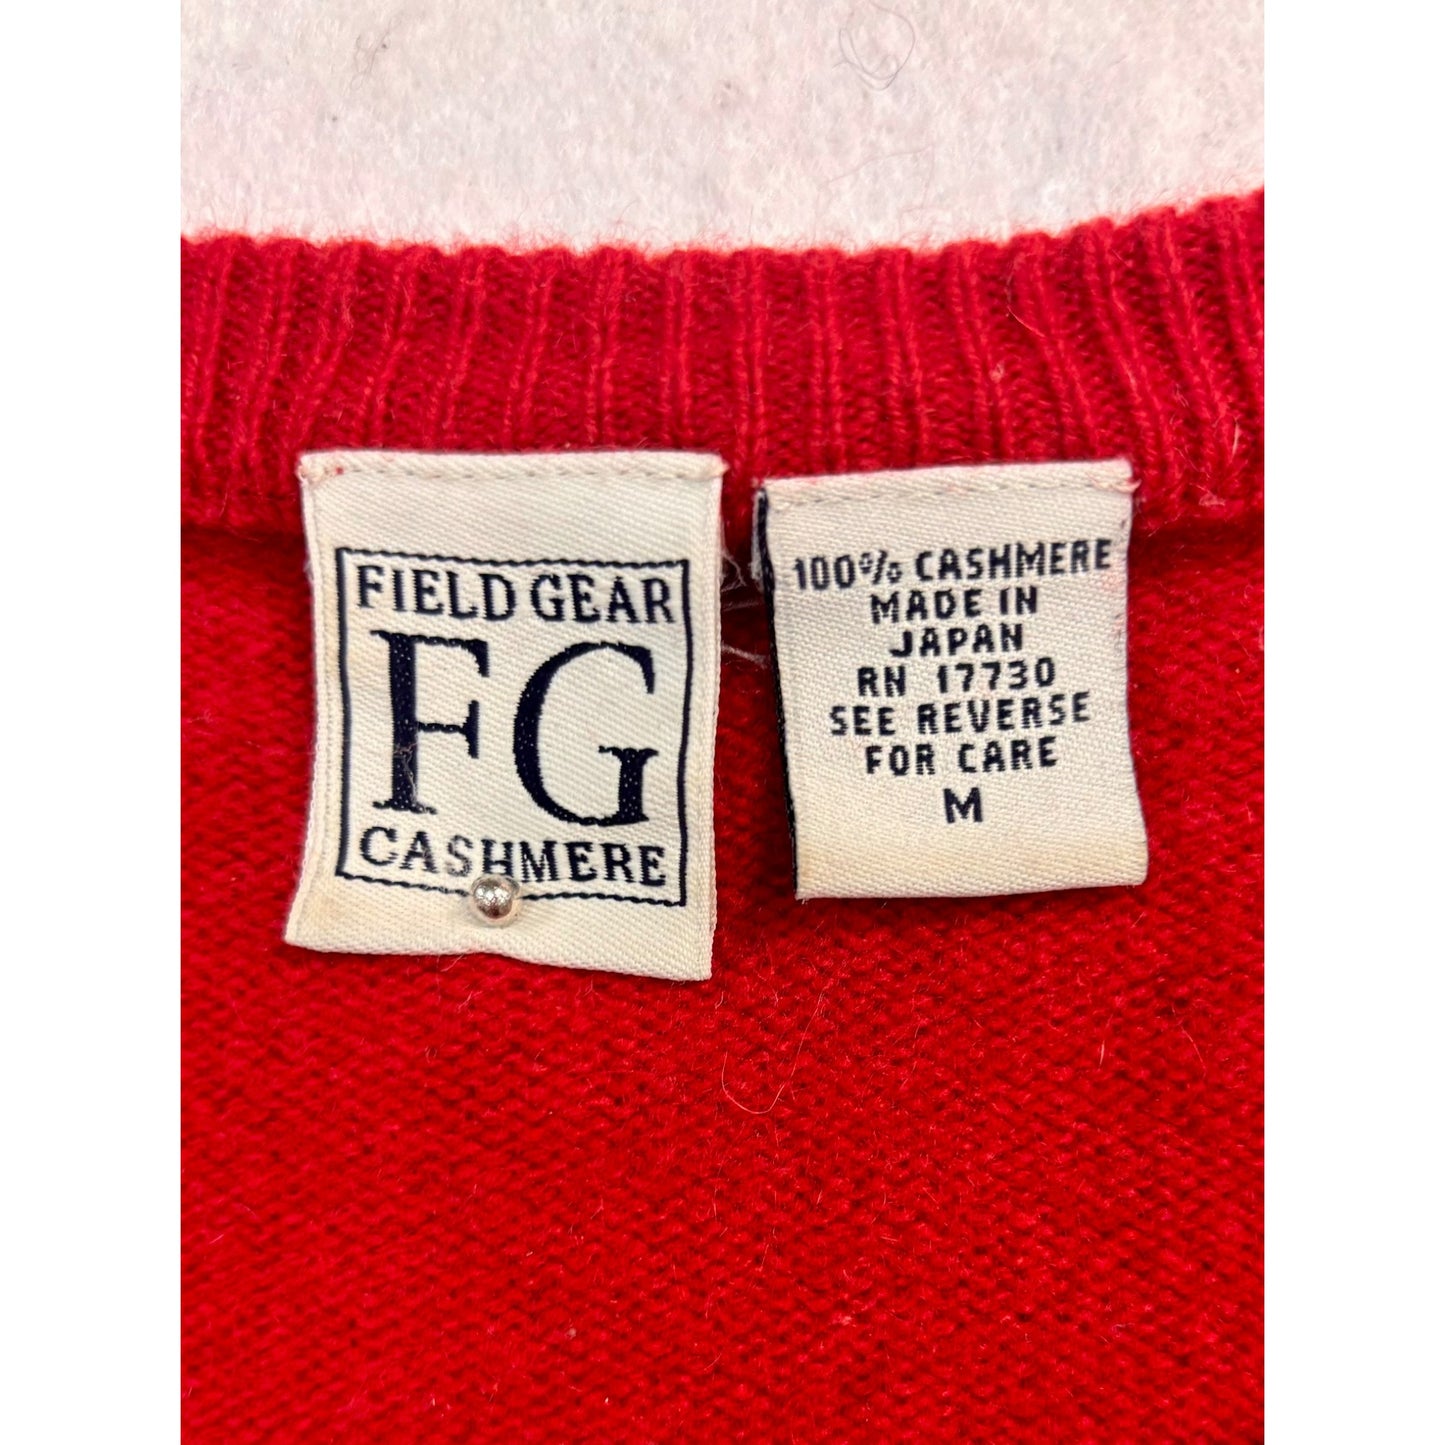 FIELD GEAR
FG
CASHMERE
100% CASHMERE
MADE IN
JAPAN
RN 17730
SEE REVERSE
FOR CARE
M